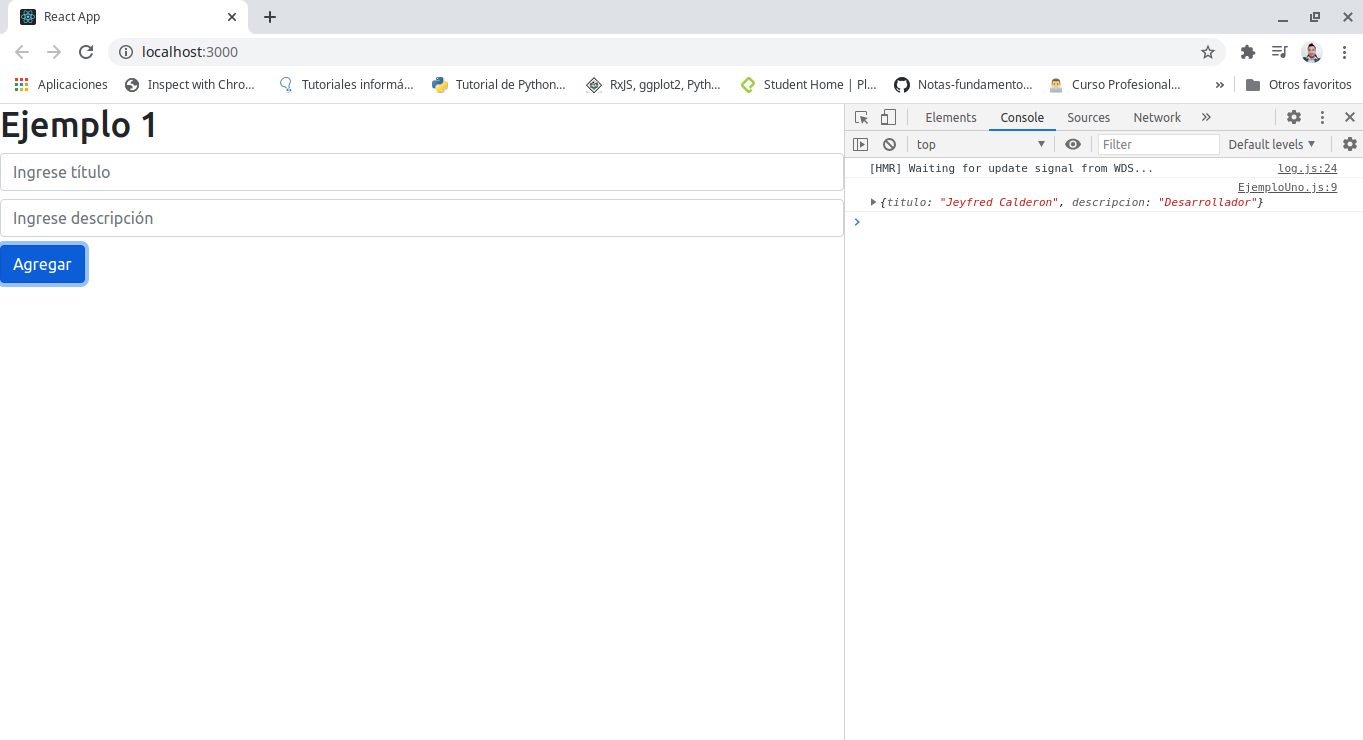 React App
localhost:3000
Aplicaciones Inspect with Chro... Tutoriales informá... Tutorial de Python... RxJS, ggplot2, Pyth... Student Home | Pl... Notas-fundamento... Curso Profesional... » Otros favoritos
Ejemplo 1
Ingrese título
Ingrese descripción
Agregar
Elements Console Sources Network »
top Filter Default levels
[HMR] Waiting for update signal from WDS... log.js:24
EjemploUno.js:9
{titulo: "Jeyfred Calderon", descripcion: "Desarrollador"}